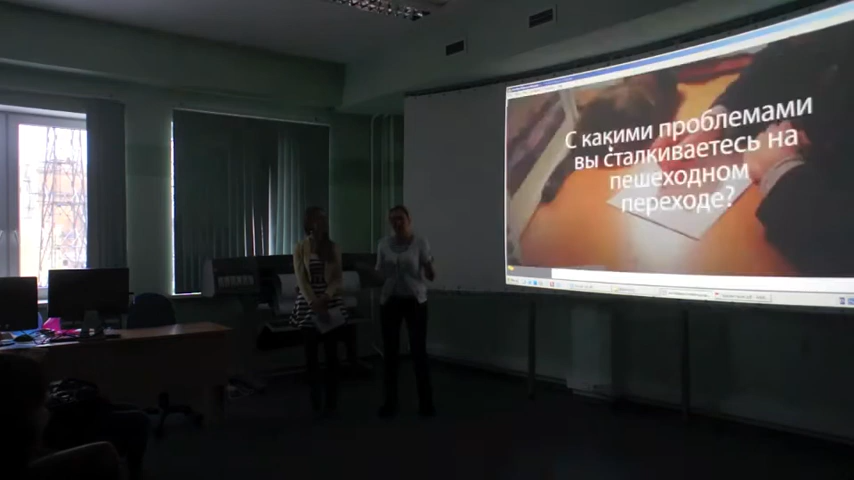 С какими проблемами
вы сталкиваетесь на
пешеходном
переходе?